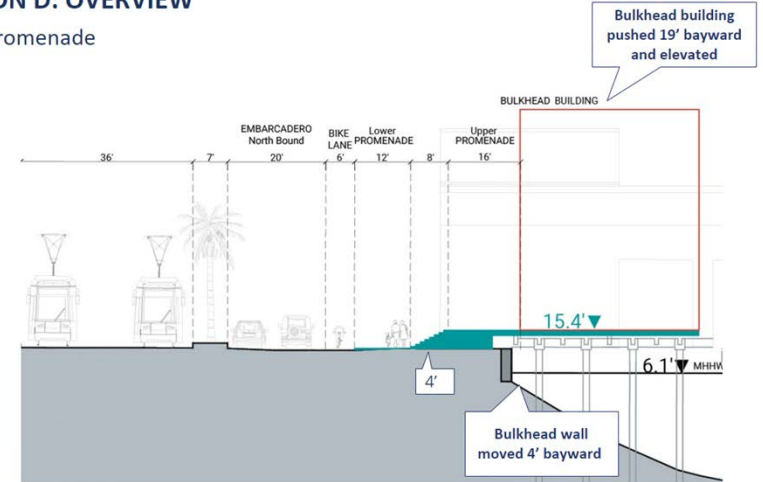 ON D: OVERVIEW
romenade
Bulkhead building
pushed 19' bayward
and elevated
BULKHEAD BUILDING
EMBARCADERO
North Bound
BIKE
LANE
Lower
PROMENADE
Upper
PROMENADE
36'
7'
20'
6'
12'
8'
16'
15.4'
6.1'
MHHW
4'
Bulkhead wall
moved 4' bayward